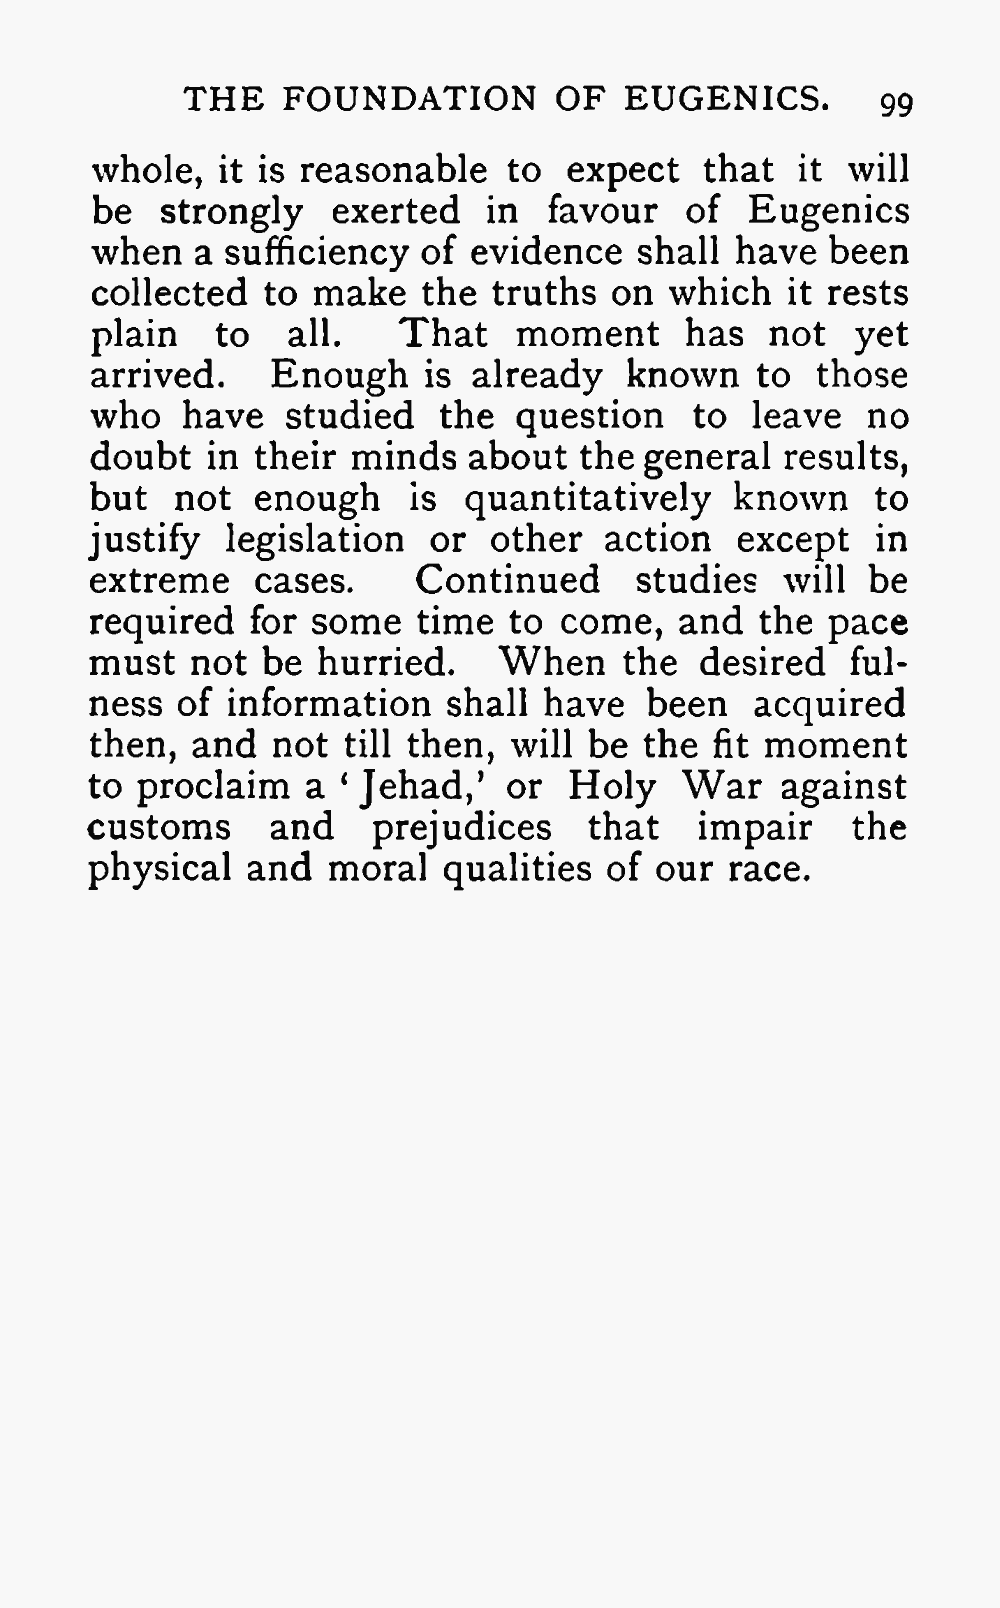 THE FOUNDATION OF EUGENICS. 99
whole, it is reasonable to expect that it will
be strongly exerted in favour of Eugenics
when a sufficiency of evidence shall have been
collected to make the truths on which it rests
plain to all. That moment has not yet
arrived. Enough is already known to those
who have studied the question to leave no
doubt in their minds about the general results,
but not enough is quantitatively known to
justify legislation or other action except in
extreme cases. Continued studies will be
required for some time to come, and the pace
must not be hurried. When the desired ful-
ness of information shall have been acquired
then, and not till then, will be the fit moment
to proclaim a ‘ Jehad,’ or Holy War against
customs and prejudices that impair the
physical and moral qualities of our race.